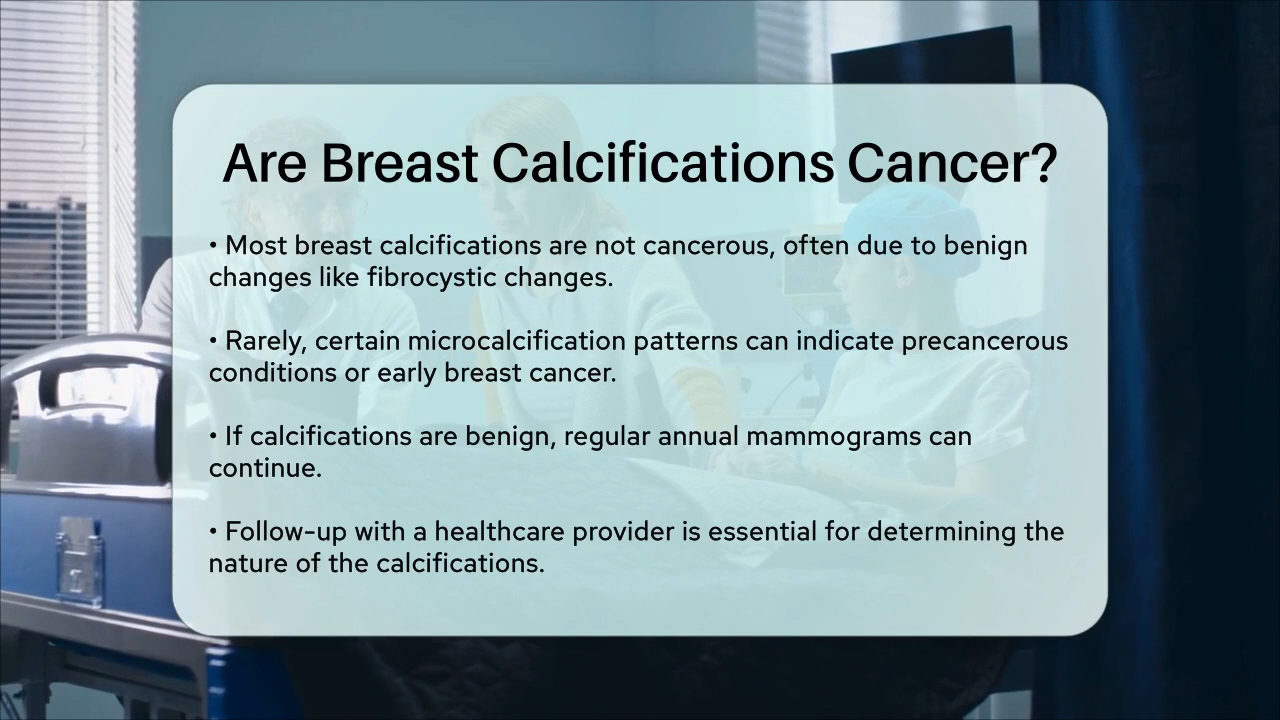 Are Breast Calcifications Cancer?
• Most breast calcifications are not cancerous, often due to benign
changes like fibrocystic changes.
• Rarely, certain microcalcification patterns can indicate precancerous
conditions or early breast cancer.
• If calcifications are benign, regular annual mammograms can
continue.
• Follow-up with a healthcare provider is essential for determining the
nature of the calcifications.